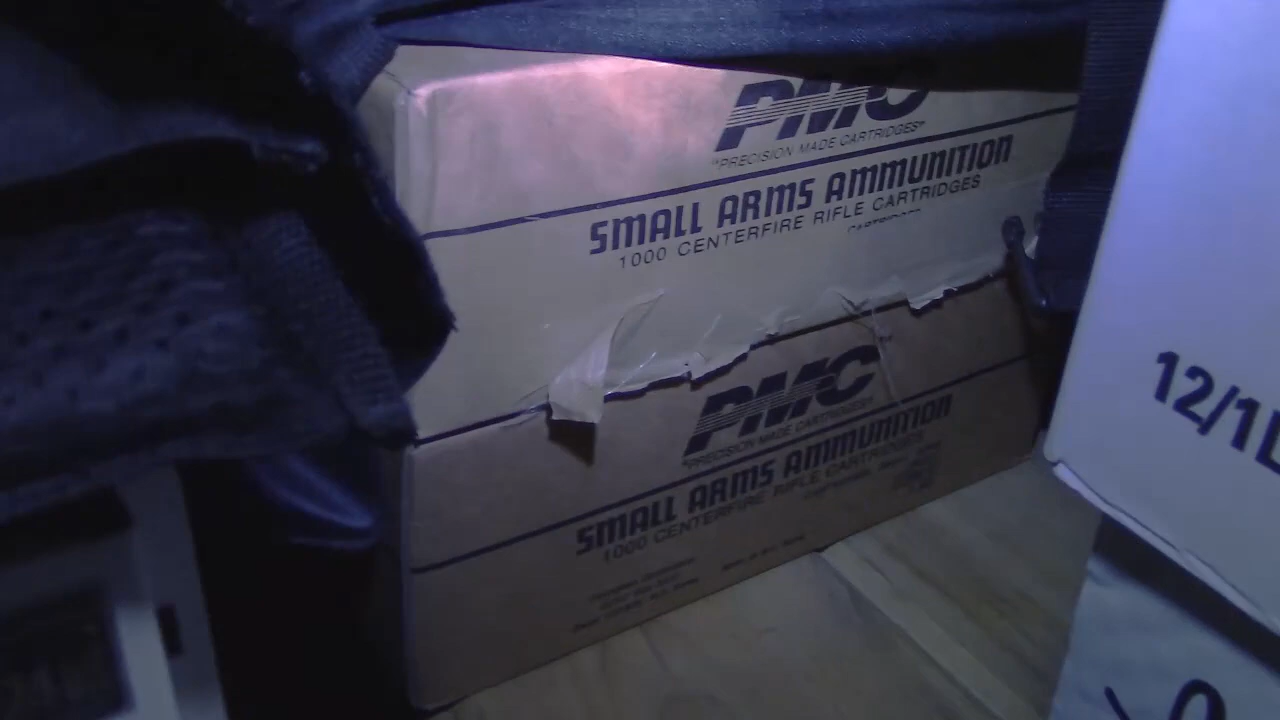 PMC
"PRECISION MADE CARTRIDGES"
SMALL ARMS AMMUNITION
1000 CENTERFIRE RIFLE CARTRIDGES
CARTRIDGES
PMC
"PRECISION MADE CARTRIDGES"
SMALL ARMS AMMUNITION
1000 CENTERFIRE RIFLE CARTRIDGES
12/1